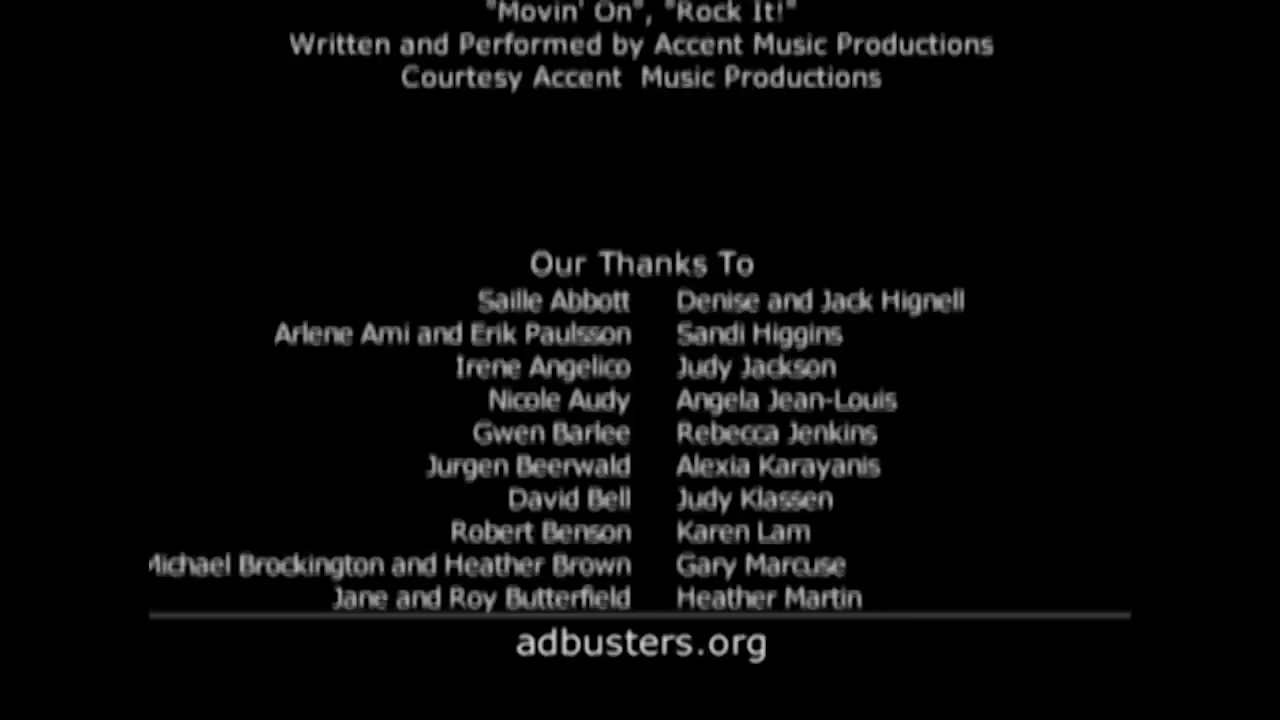 "Movin' On", "Rock It!"
Written and Performed by Accent Music Productions
Courtesy Accent Music Productions
Our Thanks To
Saille Abbott Denise and Jack Hignell
Arlene Ami and Erik Paulsson Sandi Higgins
Irene Angelico Judy Jackson
Nicole Audy Angela Jean-Louis
Gwen Barlee Rebecca Jenkins
Jurgen Beerwald Alexia Karayanis
David Bell Judy Klassen
Robert Benson Karen Lam
Michael Brockington and Heather Brown Gary Marcuse
Jane and Roy Butterfield Heather Martin
adbusters.org